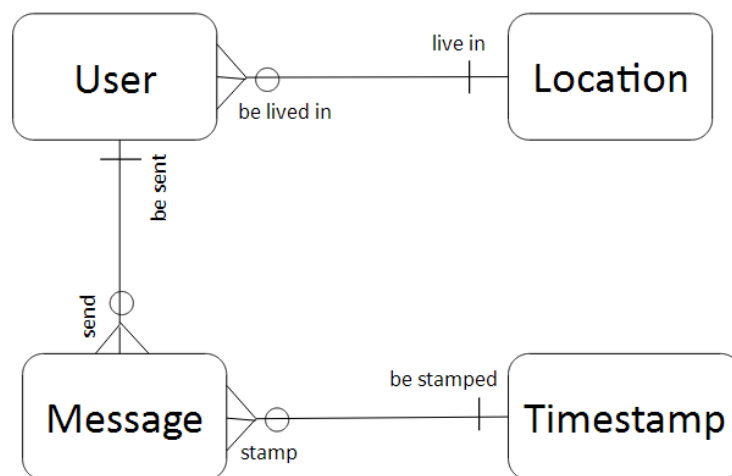 live in
User
Location
be lived in
be sent
send
be stamped
Message
Timestamp
stamp